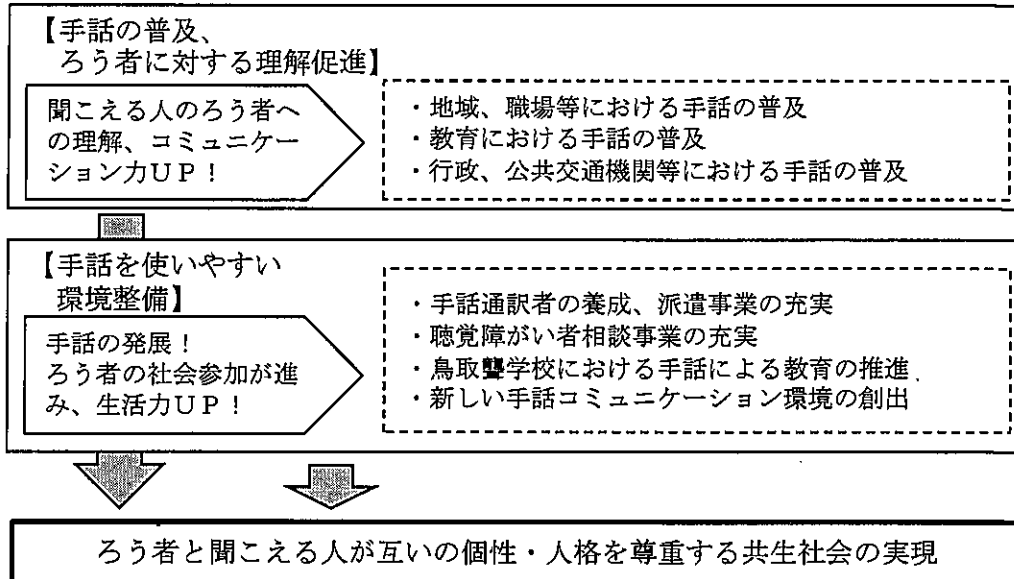 【手話の普及、
ろう者に対する理解促進】
聞こえる人のろう者へ
の理解、コミュニケー
ション力ＵＰ！
・地域、職場等における手話の普及
・教育における手話の普及
・行政、公共交通機関等における手話の普及
【手話を使いやすい
環境整備】
手話の発展！
ろう者の社会参加が進
み、生活力ＵＰ！
・手話通訳者の養成、派遣事業の充実
・聴覚障がい者相談事業の充実
・鳥取聾学校における手話による教育の推進
・新しい手話コミュニケーション環境の創出
ろう者と聞こえる人が互いの個性・人格を尊重する共生社会の実現